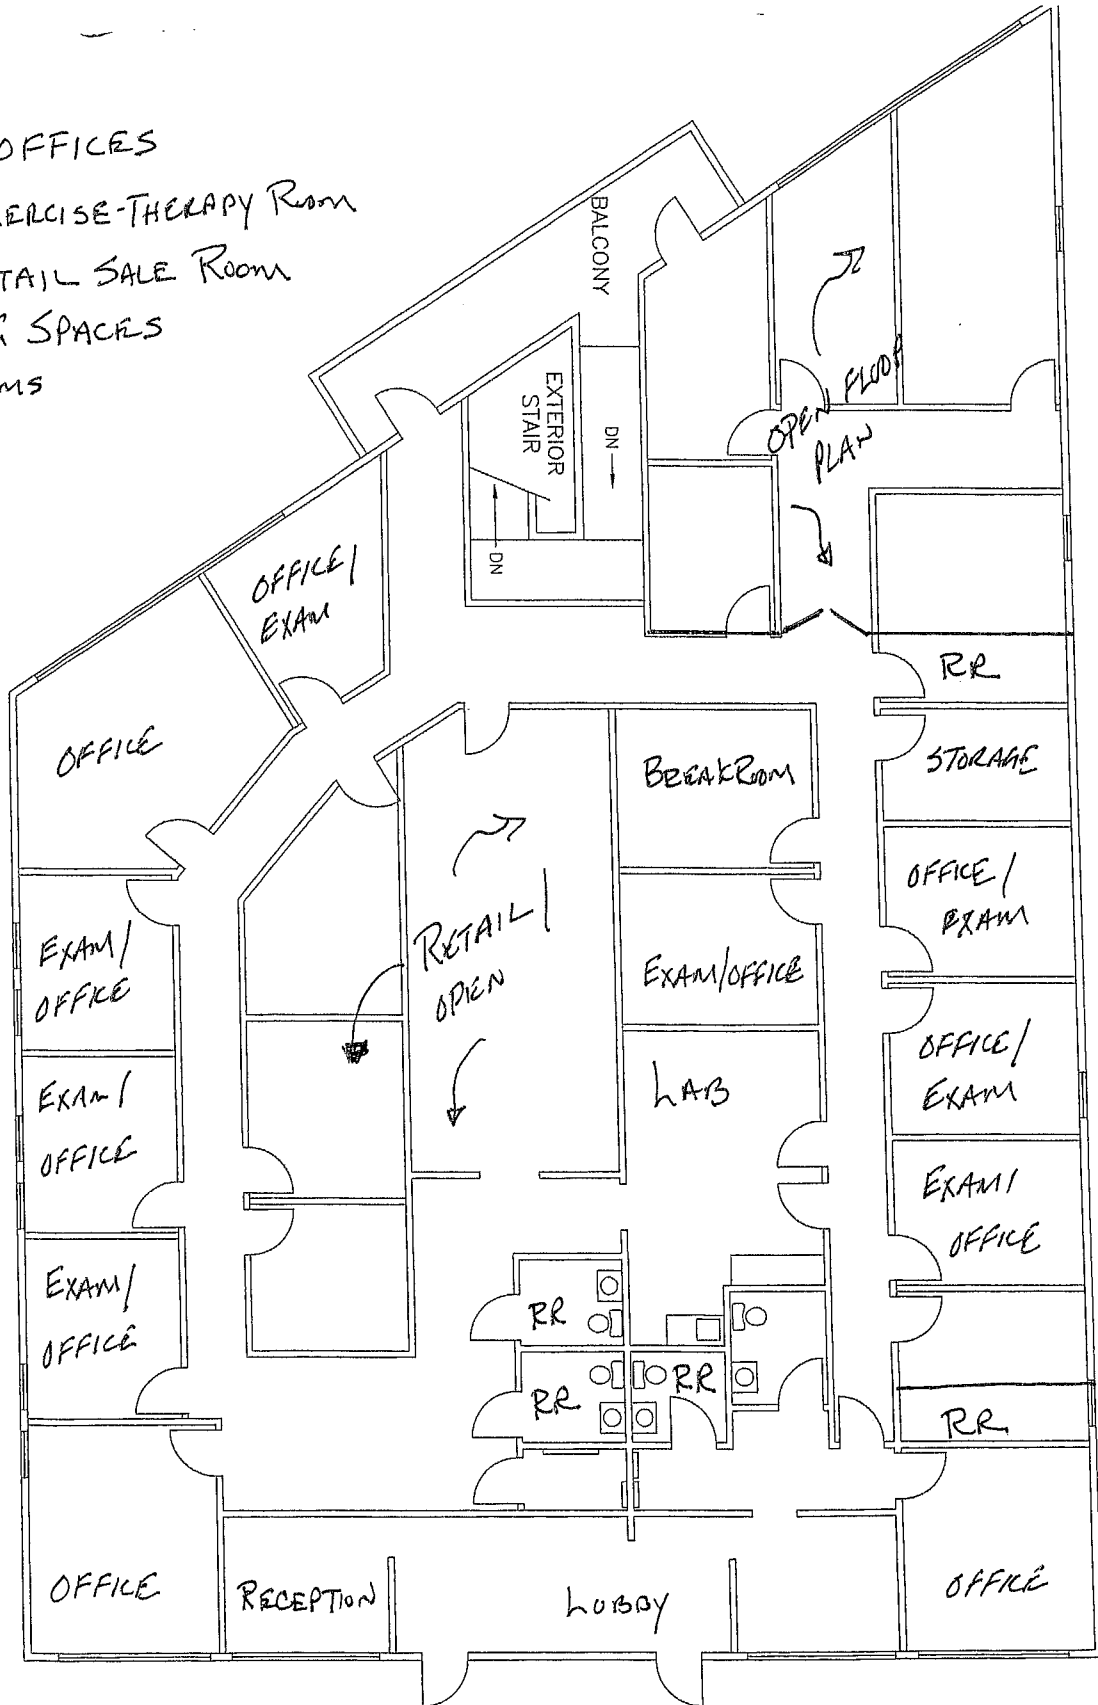 OFFICES
ERCISE-THERAPY ROOM
TAIL SALE ROOM
SPACES
MS
BALCONY
EXTERIOR
STAIR
DN
DN
OPEN FLOOR
PLAN
OFFICE/
EXAM
OFFICE
RR
STORAGE
BREAKROOM
OFFICE/
EXAM
EXAM/
OFFICE
RETAIL/
OPEN
EXAM/OFFICE
OFFICE/
EXAM
EXAM/
OFFICE
LAB
EXAM/
OFFICE
EXAM/
OFFICE
RR
RR
RR
RR
OFFICE
RECEPTION
LOBBY
OFFICE